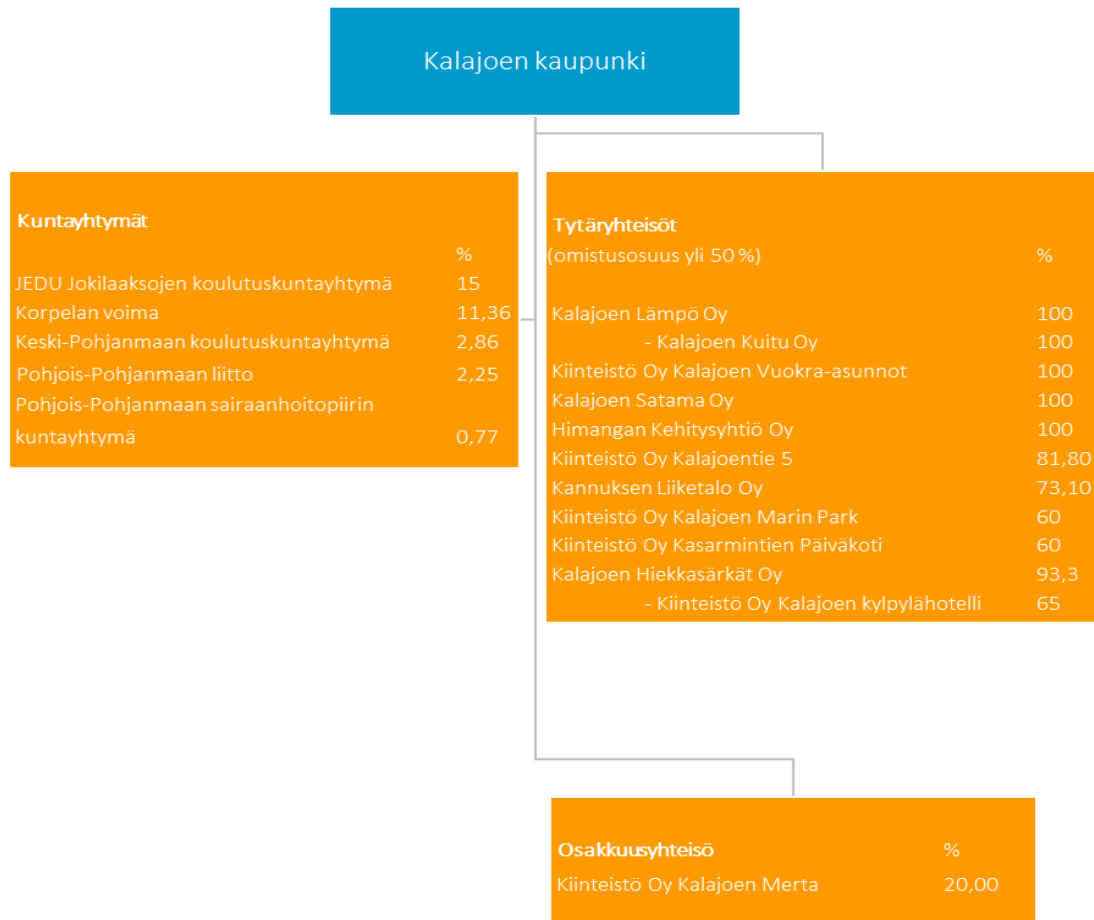 Kalajoen kaupunki
Kuntayhtymät
%
JEDU Jokilaaksojen koulutuskuntayhtymä 15
Korpelan voima 11,36
Keski-Pohjanmaan koulutuskuntayhtymä 2,86
Pohjois-Pohjanmaan liitto 2,25
Pohjois-Pohjanmaan sairaanhoitopiirin
kuntayhtymä 0,77
Tytäryhteisöt
(omistusosuus yli 50 %) %
Kalajoen Lämpö Oy 100
- Kalajoen Kuitu Oy 100
Kiinteistö Oy Kalajoen Vuokra-asunnot 100
Kalajoen Satama Oy 100
Himangan Kehitysyhtiö Oy 100
Kiinteistö Oy Kalajoentie 5 81,80
Kannuksen Liiketalo Oy 73,10
Kiinteistö Oy Kalajoen Marin Park 60
Kiinteistö Oy Kasarmintien Päiväkoti 60
Kalajoen Hiekkasärkät Oy 93,3
- Kiinteistö Oy Kalajoen kylpylähotelli 65
Osakkuusyhteisö %
Kiinteistö Oy Kalajoen Merta 20,00